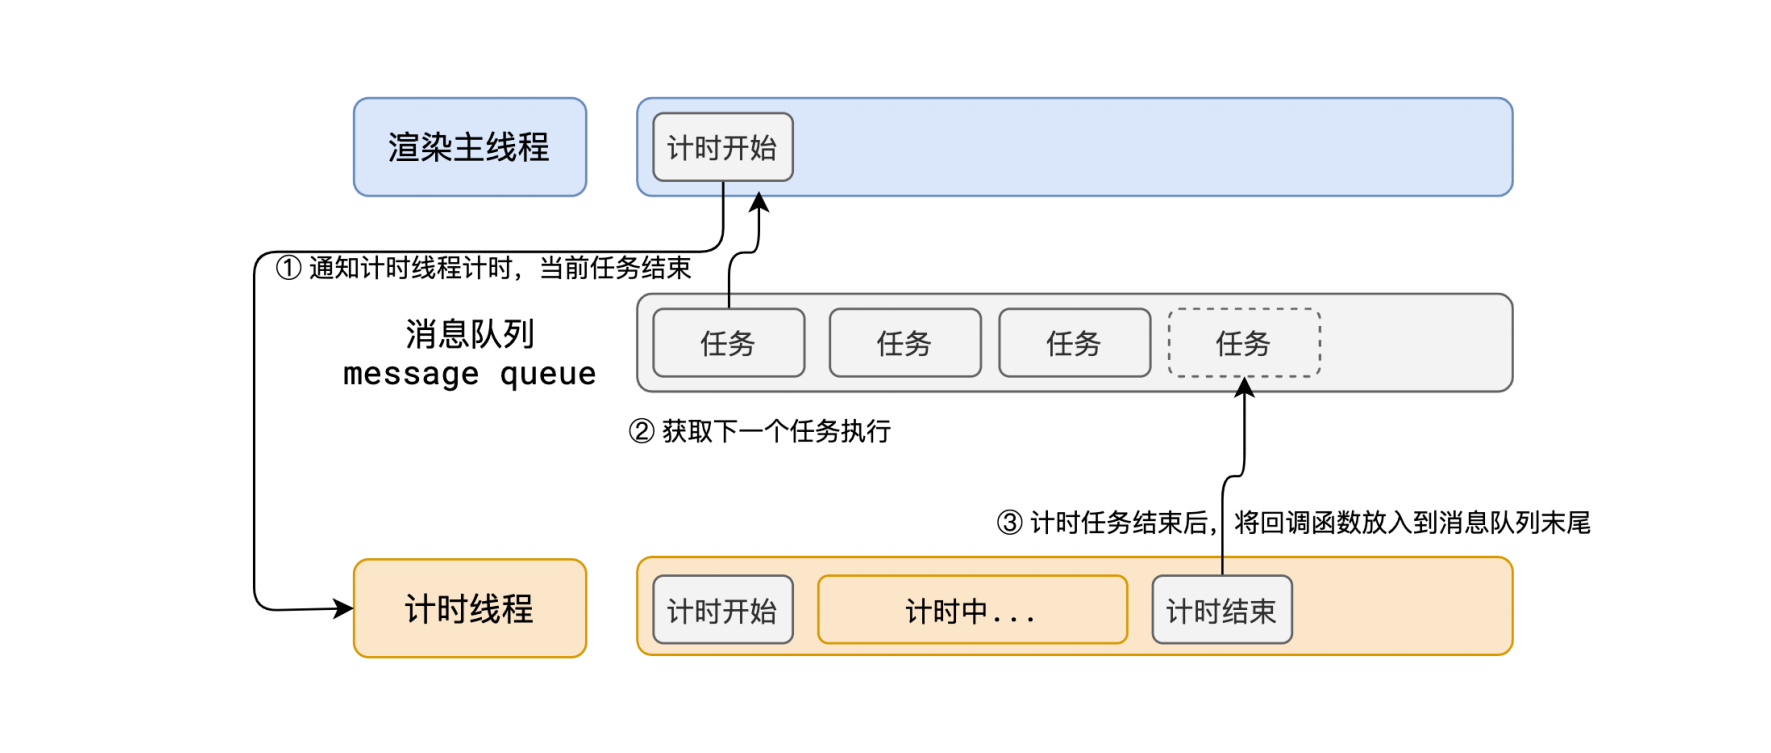 渲染主线程
计时开始
① 通知计时线程计时，当前任务结束
消息队列
message queue
任务
任务
任务
任务
② 获取下一个任务执行
③ 计时任务结束后，将回调函数放入到消息队列末尾
计时线程
计时开始
计时中...
计时结束